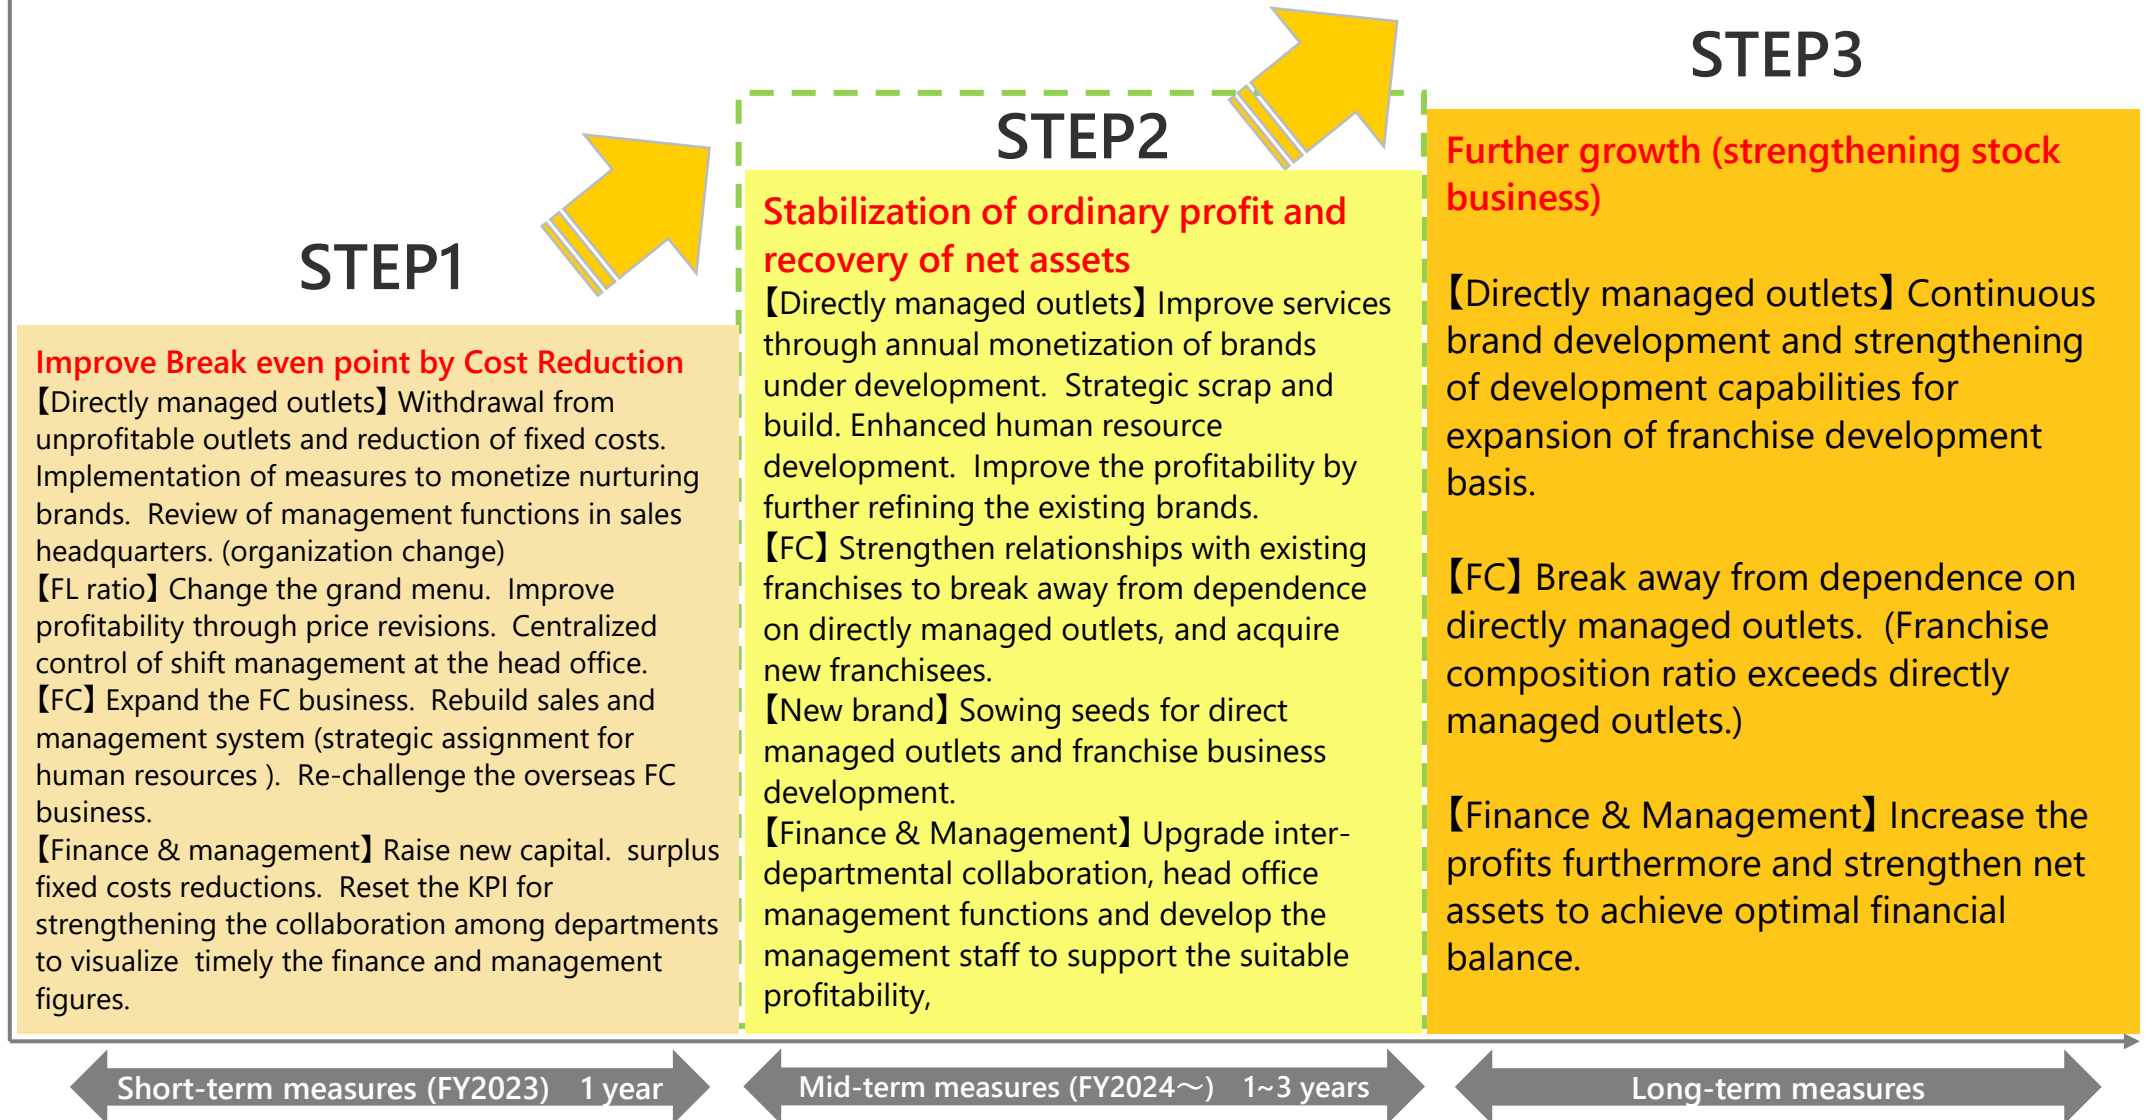 STEP1
Improve Break even point by Cost Reduction
【Directly managed outlets】Withdrawal from
unprofitable outlets and reduction of fixed costs.
Implementation of measures to monetize nurturing
brands.  Review of management functions in sales
headquarters. (organization change)
【FL ratio】Change the grand menu.  Improve
profitability through price revisions.  Centralized
control of shift management at the head office.
【FC】Expand the FC business.  Rebuild sales and
management system (strategic assignment for
human resources ).  Re-challenge the overseas FC
business.
【Finance & management】Raise new capital.  surplus
fixed costs reductions.  Reset the KPI for
strengthening the collaboration among departments
to visualize  timely the finance and management
figures.
STEP2
Stabilization of ordinary profit and
recovery of net assets
【Directly managed outlets】Improve services
through annual monetization of brands
under development.  Strategic scrap and
build. Enhanced human resource
development.  Improve the profitability by
further refining the existing brands.
【FC】Strengthen relationships with existing
franchises to break away from dependence
on directly managed outlets, and acquire
new franchisees.
【New brand】Sowing seeds for direct
managed outlets and franchise business
development.
【Finance & Management】Upgrade inter-
departmental collaboration, head office
management functions and develop the
management staff to support the suitable
profitability,
STEP3
Further growth (strengthening stock
business)
【Directly managed outlets】Continuous
brand development and strengthening
of development capabilities for
expansion of franchise development
basis.
【FC】Break away from dependence on
directly managed outlets.  (Franchise
composition ratio exceeds directly
managed outlets.)
【Finance & Management】Increase the
profits furthermore and strengthen net
assets to achieve optimal financial
balance.
Short-term measures (FY2023)   1 year
Mid-term measures (FY2024～)   1~3 years
Long-term measures